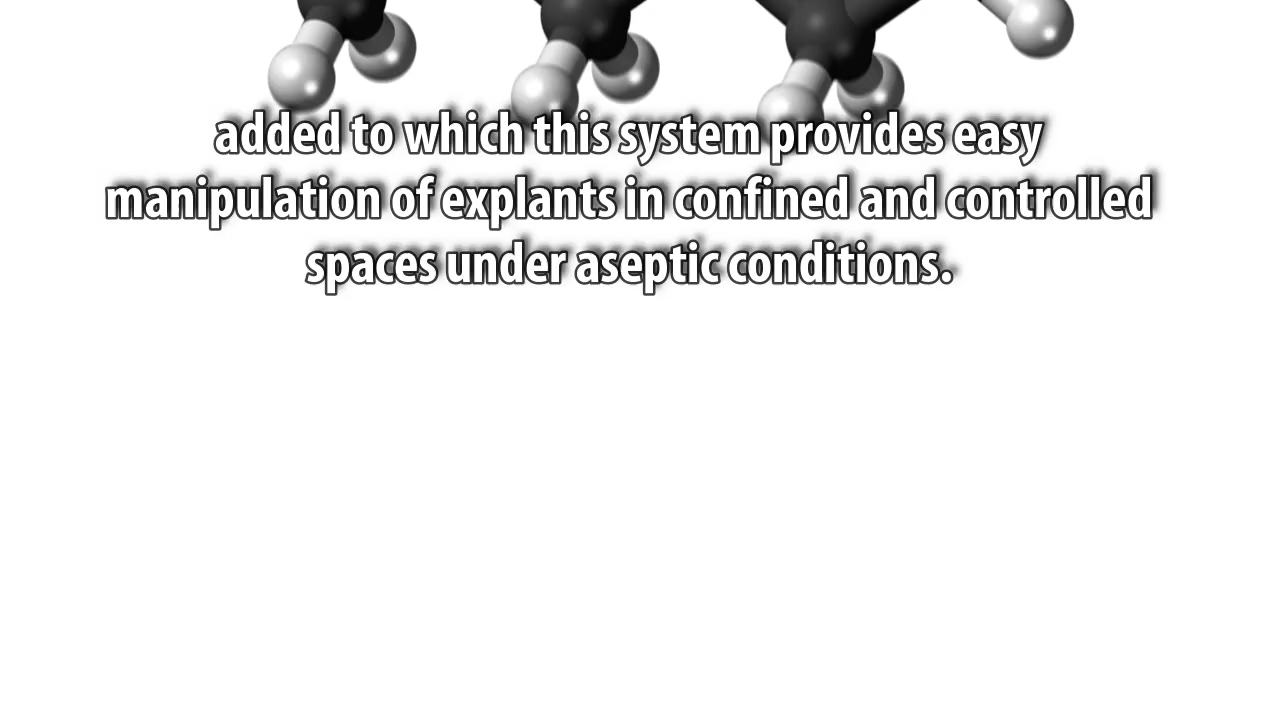 added to which this system provides easy
manipulation of explants in confined and controlled
spaces under aseptic conditions.